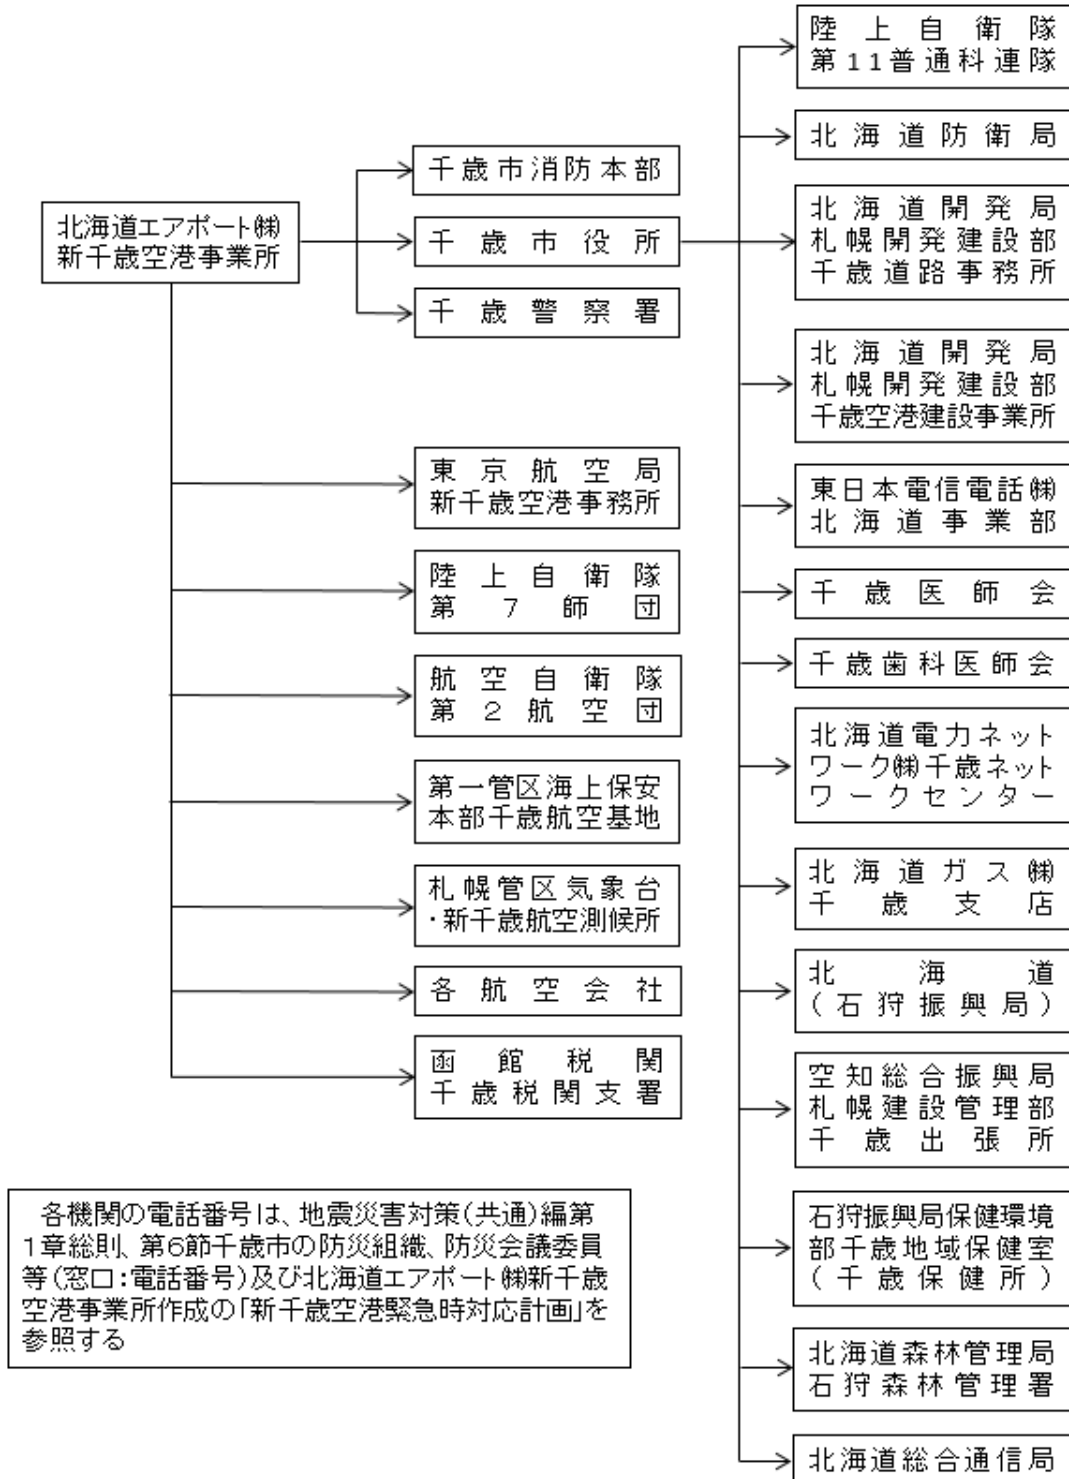 北海道エアポート㈱
新千歳空港事業所
千歳市消防本部
千歳市役所
千歳警察署
東京航空局
新千歳空港事務所
陸上自衛隊
第7師団
航空自衛隊
第2航空団
第一管区海上保安
本部千歳航空基地
札幌管区気象台
・新千歳航空測候所
各航空会社
函館税関
千歳税関支署
陸上自衛隊
第11普通科連隊
北海道防衛局
北海道開発局
札幌開発建設部
千歳道路事務所
北海道開発局
札幌開発建設部
千歳空港建設事業所
東日本電信電話㈱
北海道事業部
千歳医師会
千歳歯科医師会
北海道電力ネット
ワーク㈱千歳ネット
ワークセンター
北海道ガス㈱
千歳支店
北海道
(石狩振興局)
空知総合振興局
札幌建設管理部
千歳出張所
石狩振興局保健環境
部千歳地域保健室
(千歳保健所)
北海道森林管理局
石狩森林管理署
北海道総合通信局
各機関の電話番号は、地震災害対策(共通)編第
1章総則、第6節千歳市の防災組織、防災会議委員
等(窓口:電話番号)及び北海道エアポート㈱新千歳
空港事業所作成の「新千歳空港緊急時対応計画」を
参照する